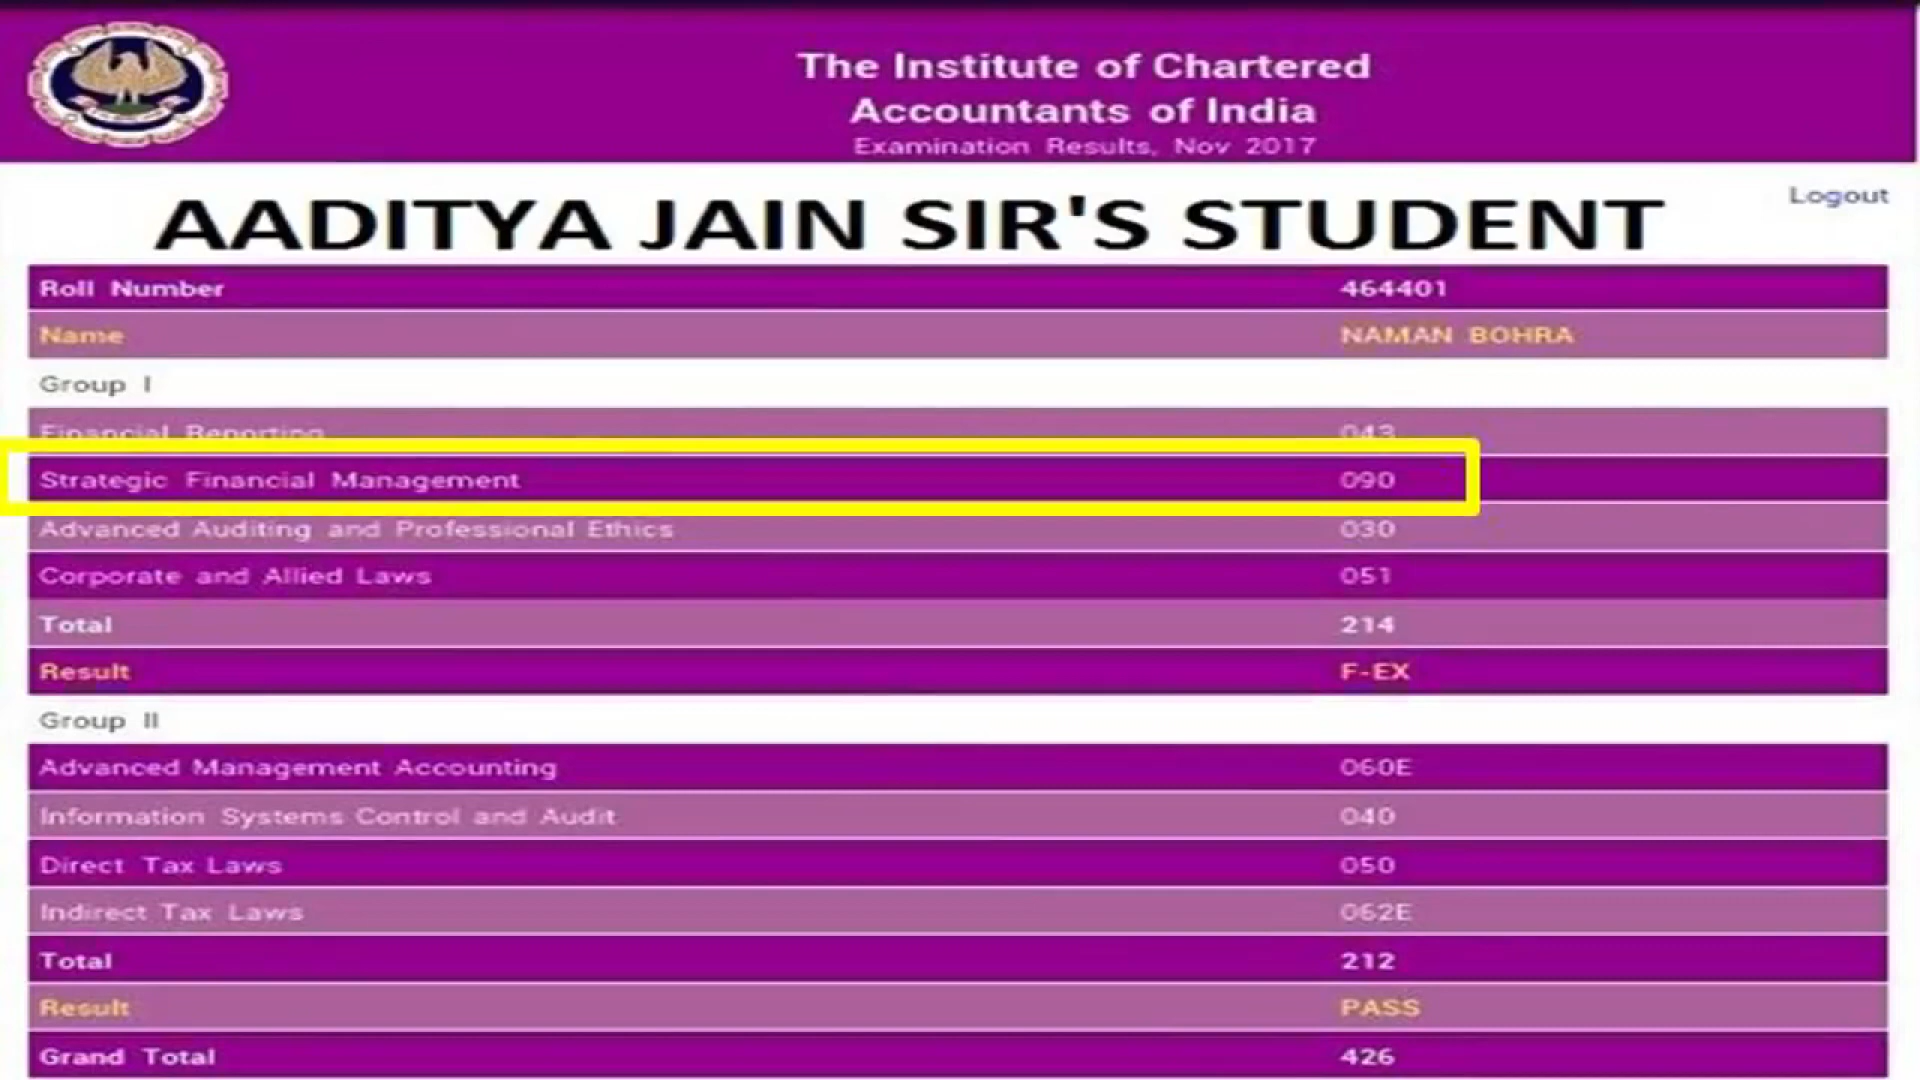 The Institute of Chartered
Accountants of India
Examination Results, Nov 2017
Logout
AADITYA JAIN SIR'S STUDENT
Roll Number 464401
Name NAMAN BOHRA
Group I
Financial Reporting 043
Strategic Financial Management 090
Advanced Auditing and Professional Ethics 030
Corporate and Allied Laws 051
Total 214
Result F-EX
Group II
Advanced Management Accounting 060E
Information Systems Control and Audit 040
Direct Tax Laws 050
Indirect Tax Laws 062E
Total 212
Result PASS
Grand Total 426